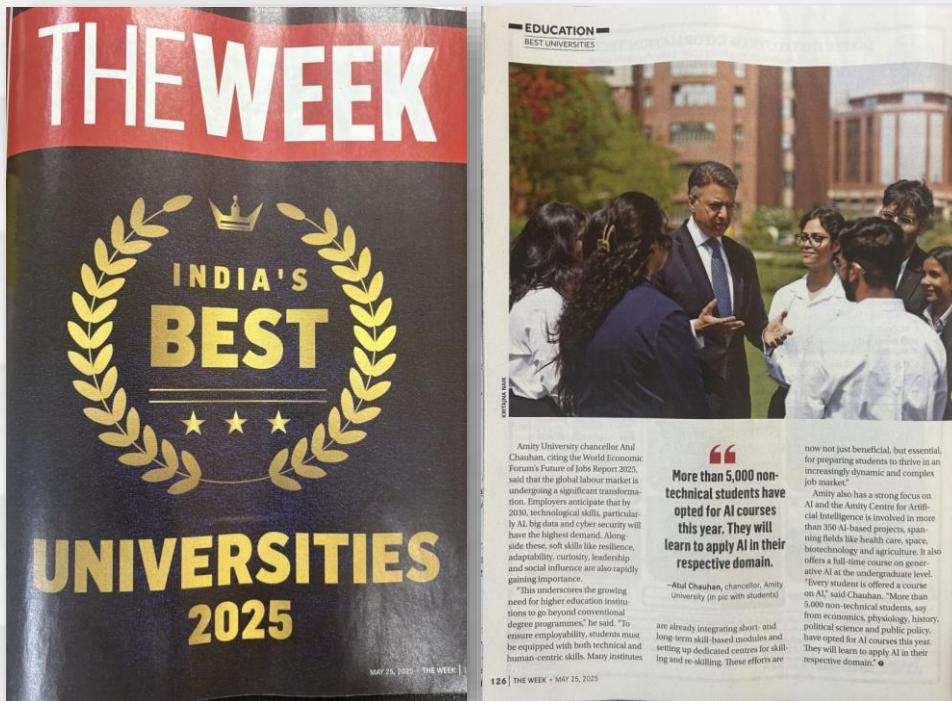 THE WEEK
INDIA'S
BEST
UNIVERSITIES
2025
MAY 25, 2025 • THE WEEK |
EDUCATION
BEST UNIVERSITIES
KRITAJNA NAIK
Amity University chancellor Atul
Chauhan, citing the World Economic
Forum's Future of Jobs Report 2025,
said that the global labour market is
undergoing a significant transforma-
tion. Employers anticipate that by
2030, technological skills, particular-
ly AI, big data and cyber security will
have the highest demand. Along-
side these, soft skills like resilience,
adaptability, curiosity, leadership
and social influence are also rapidly
gaining importance.
"This underscores the growing
need for higher education institu-
tions to go beyond conventional
degree programmes," he said. "To
ensure employability, students must
be equipped with both technical and
human-centric skills. Many institutes
“
More than 5,000 non-
technical students have
opted for AI courses
this year. They will
learn to apply AI in their
respective domain.
—Atul Chauhan, chancellor, Amity
University (in pic with students)
are already integrating short- and
long-term skill-based modules and
setting up dedicated centres for skill-
ing and re-skilling. These efforts are
now not just beneficial, but essential,
for preparing students to thrive in an
increasingly dynamic and complex
job market."
Amity also has a strong focus on
AI and the Amity Centre for Artifi-
cial Intelligence is involved in more
than 350 AI-based projects, span-
ning fields like health care, space,
biotechnology and agriculture. It also
offers a full-time course on gener-
ative AI at the undergraduate level.
"Every student is offered a course
on AI," said Chauhan. "More than
5,000 non-technical students, say
from economics, physiology, history,
political science and public policy,
have opted for AI courses this year.
They will learn to apply AI in their
respective domain."
126 | THE WEEK • MAY 25, 2025